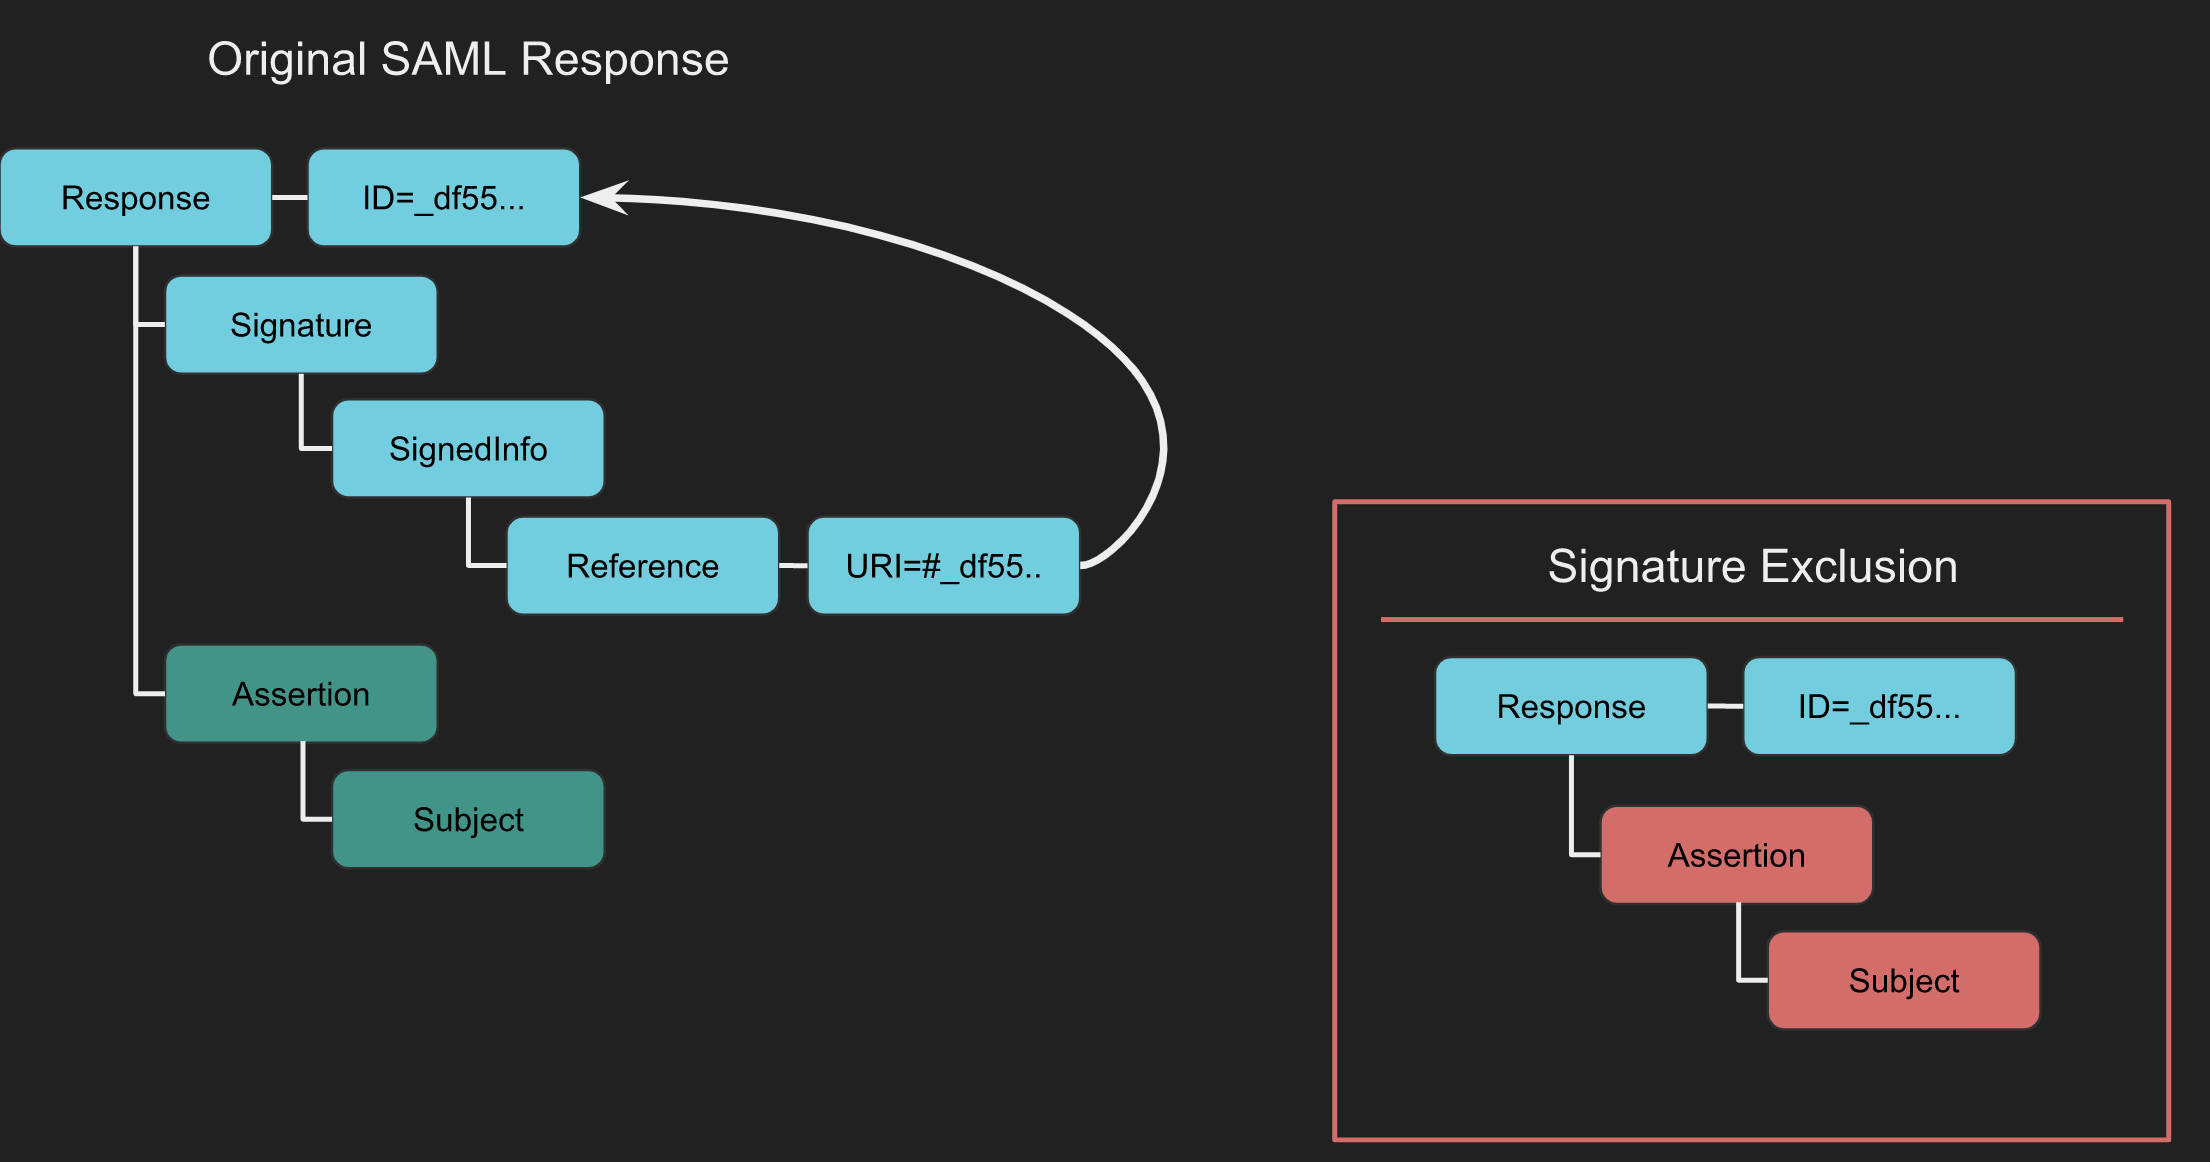 Original SAML Response
Response
ID=_df55...
Signature
SignedInfo
Reference
URI=#_df55..
Assertion
Subject
Signature Exclusion
Response
ID=_df55...
Assertion
Subject